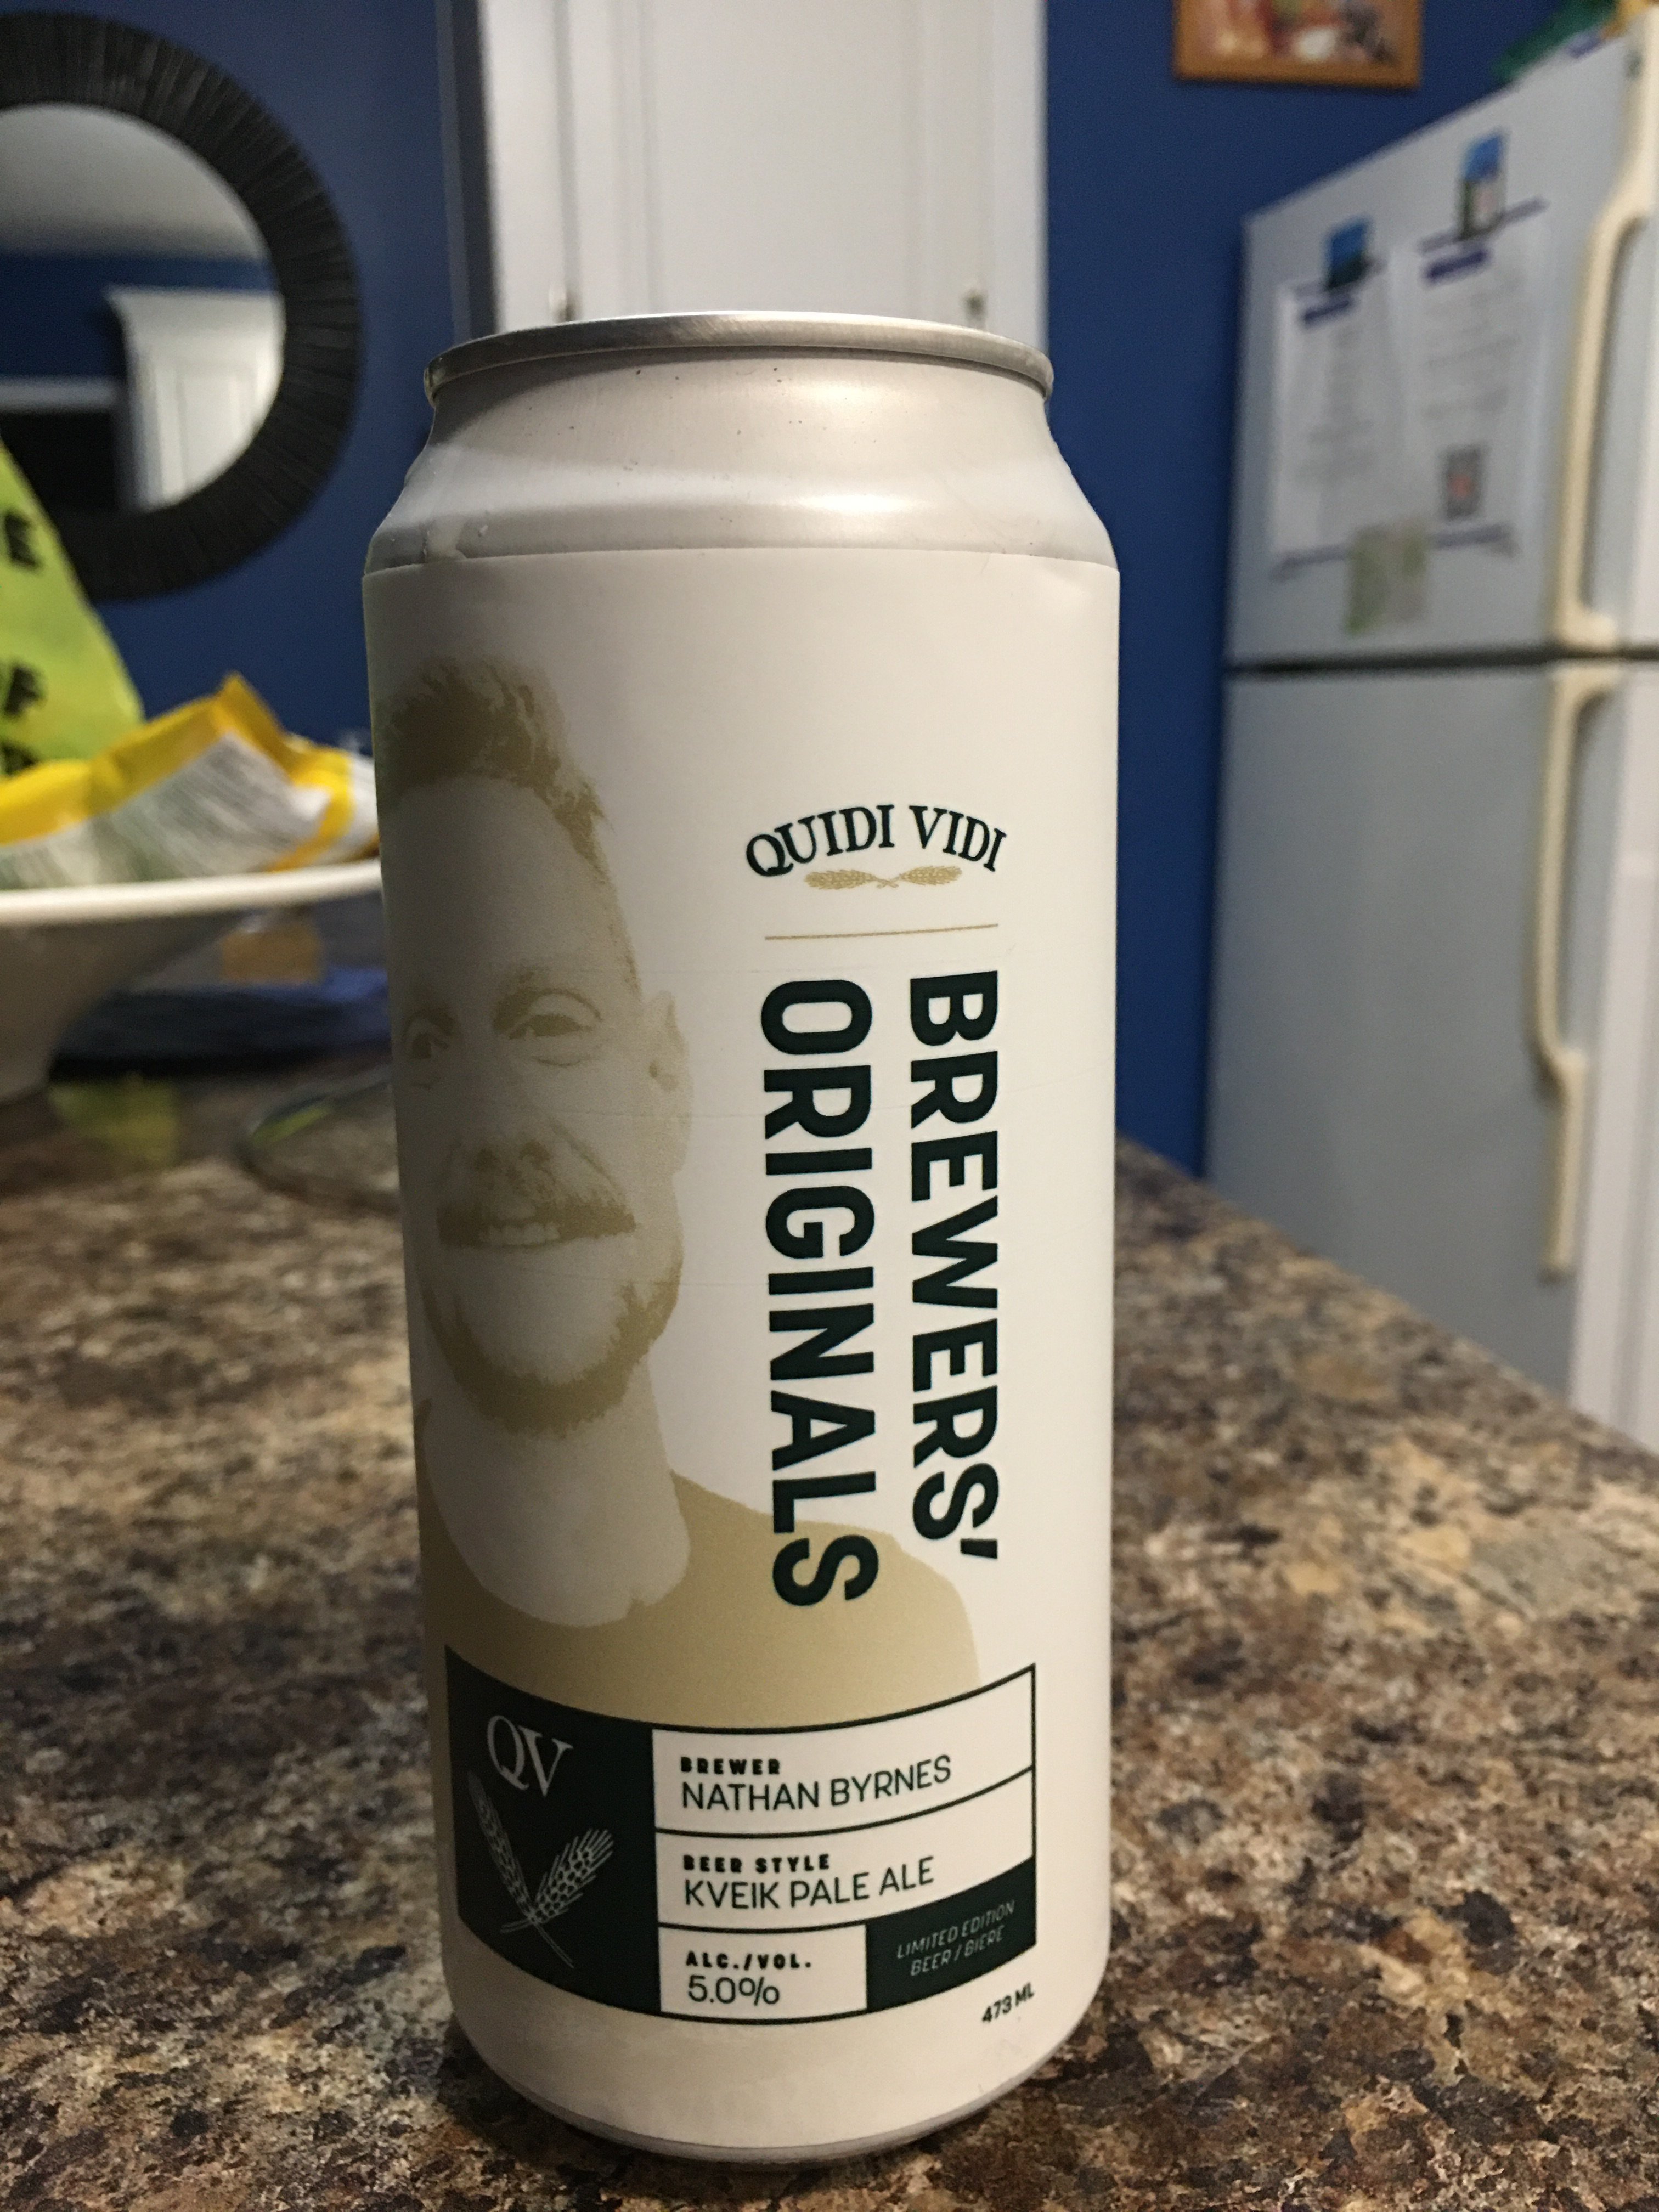 QUIDI VIDI
BREWERS'
ORIGINALS
QV
BREWER
NATHAN BYRNES
BEER STYLE
KVEIK PALE ALE
ALC./VOL.
5.0%
LIMITED EDITION
BEER / BIÈRE
473 ML